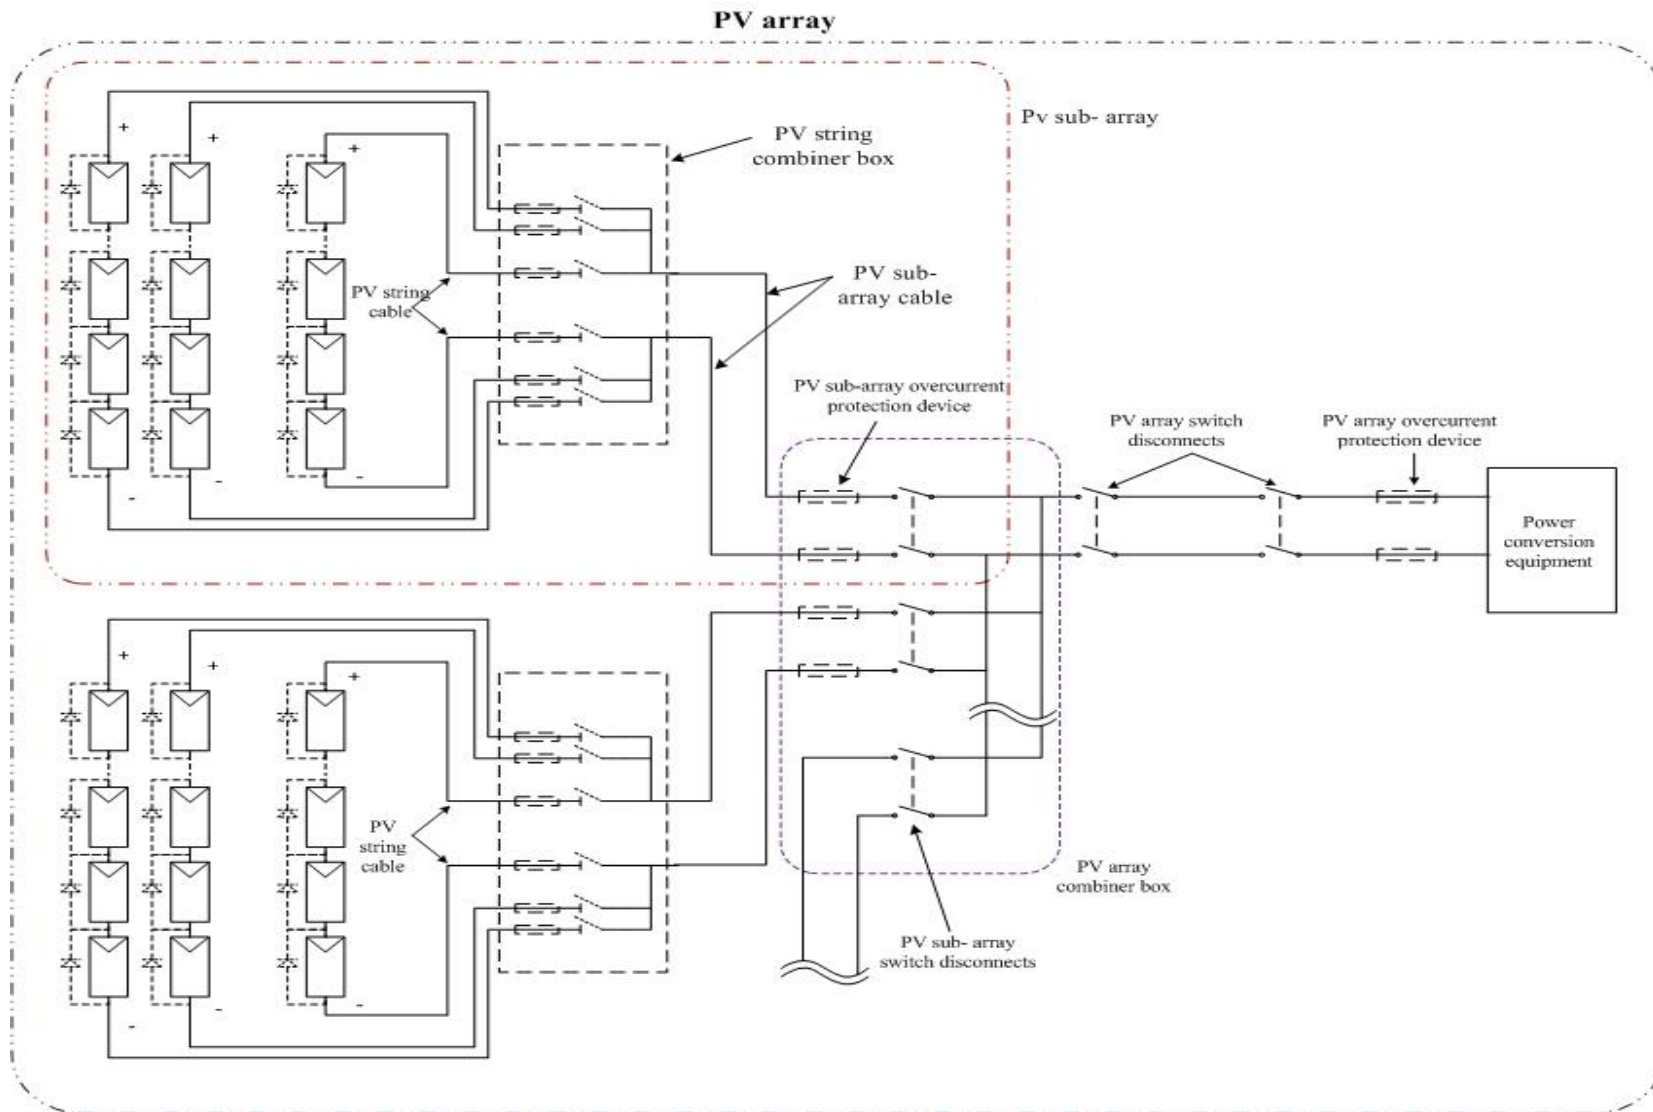 PV array
Pv sub- array
PV string
combiner box
+
+
+
PV string
cable
PV sub-
array cable
PV sub-array overcurrent
protection device
PV array switch
disconnects
PV array overcurrent
protection device
-
-
-
Power
conversion
equipment
+
+
+
PV
string
cable
PV array
combiner box
PV sub- array
switch disconnects
-
-
-